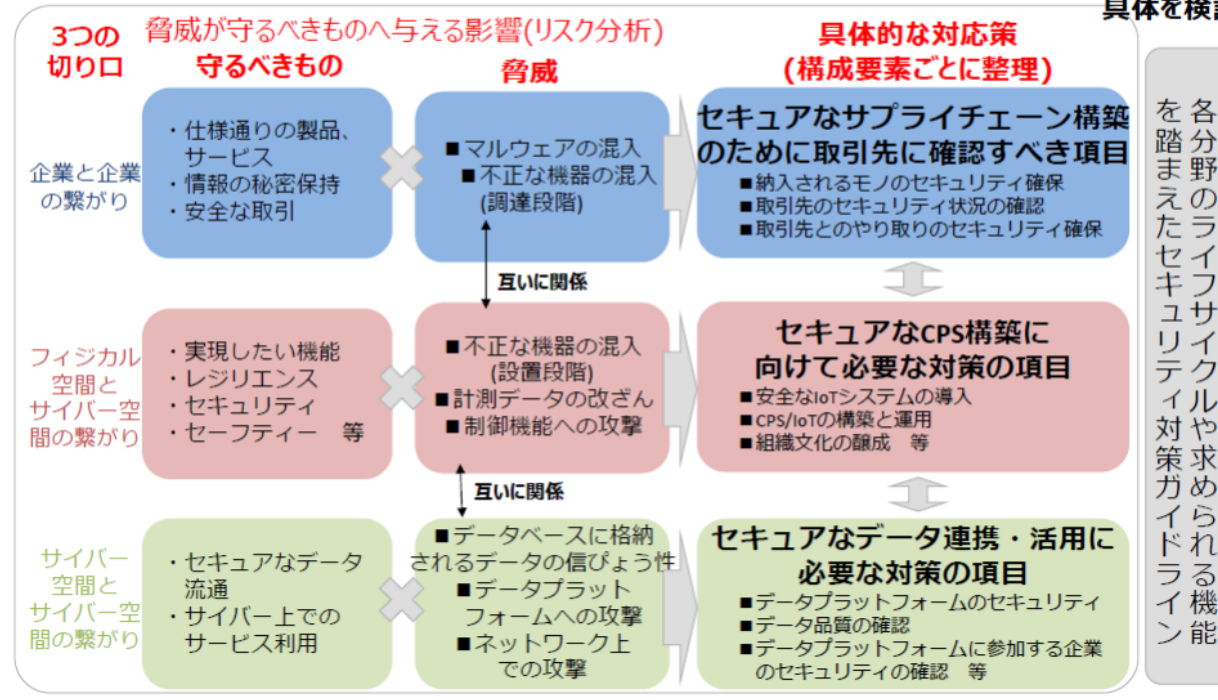 具体を検
3つの
切り口
脅威が守るべきものへ与える影響(リスク分析)
守るべきもの
脅威
具体的な対応策
(構成要素ごとに整理)
企業と企業
の繋がり
・仕様通りの製品、
サービス
・情報の秘密保持
・安全な取引
■マルウェアの混入
■不正な機器の混入
(調達段階)
セキュアなサプライチェーン構築
のために取引先に確認すべき項目
■納入されるモノのセキュリティ確保
■取引先のセキュリティ状況の確認
■取引先とのやり取りのセキュリティ確保
互いに関係
フィジカル
空間と
サイバー空
間の繋がり
・実現したい機能
・レジリエンス
・セキュリティ
・セーフティー　等
■不正な機器の混入
(設置段階)
■計測データの改ざん
■制御機能への攻撃
セキュアなCPS構築に
向けて必要な対策の項目
■安全なIoTシステムの導入
■CPS/IoTの構築と運用
■組織文化の醸成　等
互いに関係
サイバー
空間と
サイバー空
間の繋がり
・セキュアなデータ
流通
・サイバー上での
サービス利用
■データベースに格納
されるデータの信ぴょう性
■データプラット
フォームへの攻撃
■ネットワーク上
での攻撃
セキュアなデータ連携・活用に
必要な対策の項目
■データプラットフォームのセキュリティ
■データ品質の確認
■データプラットフォームに参加する企業
のセキュリティの確認　等
各分野のライフサイクルや求められる機能
を踏まえたセキュリティ対策ガイドライン